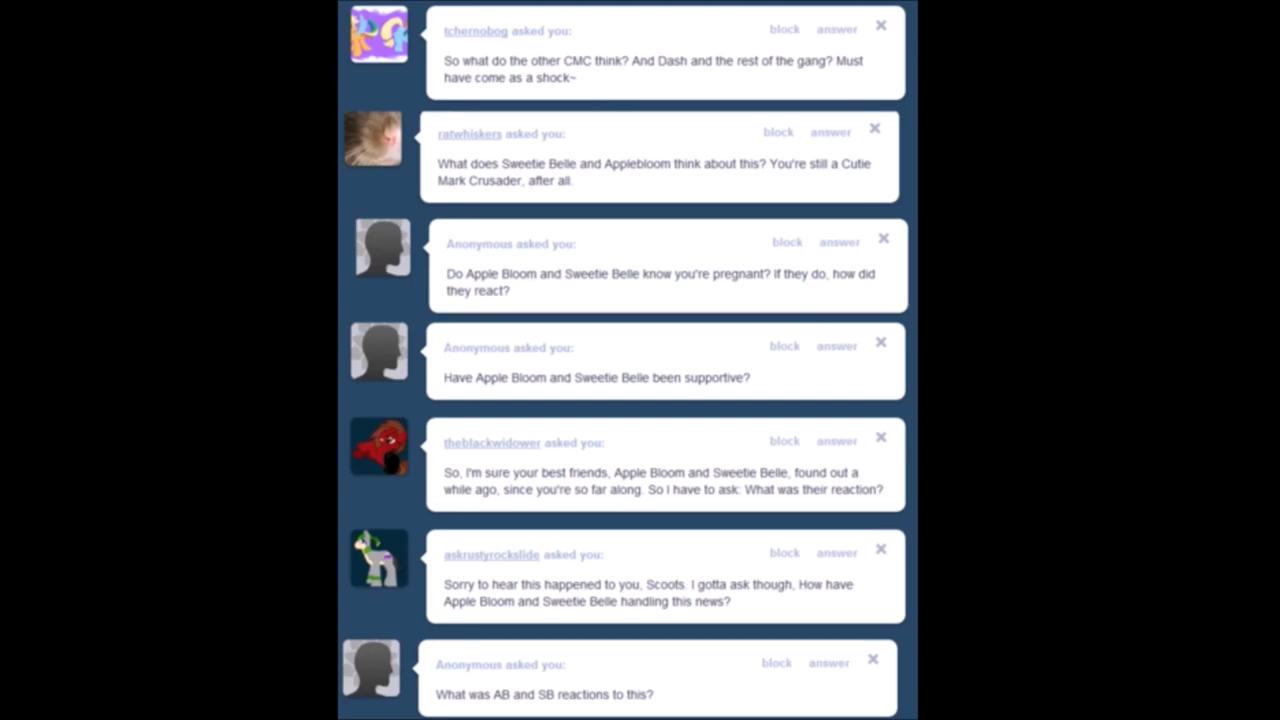 tchernobog asked you:
block answer ×
So what do the other CMC think? And Dash and the rest of the gang? Must
have come as a shock~
ratwhiskers asked you:
block answer ×
What does Sweetie Belle and Applebloom think about this? You're still a Cutie
Mark Crusader, after all.
Anonymous asked you:
block answer ×
Do Apple Bloom and Sweetie Belle know you're pregnant? If they do, how did
they react?
Anonymous asked you:
block answer ×
Have Apple Bloom and Sweetie Belle been supportive?
theblackwidower asked you:
block answer ×
So, I'm sure your best friends, Apple Bloom and Sweetie Belle, found out a
while ago, since you're so far along. So I have to ask: What was their reaction?
askrustyrockslide asked you:
block answer ×
Sorry to hear this happened to you, Scoots. I gotta ask though, How have
Apple Bloom and Sweetie Belle handling this news?
Anonymous asked you:
block answer ×
What was AB and SB reactions to this?